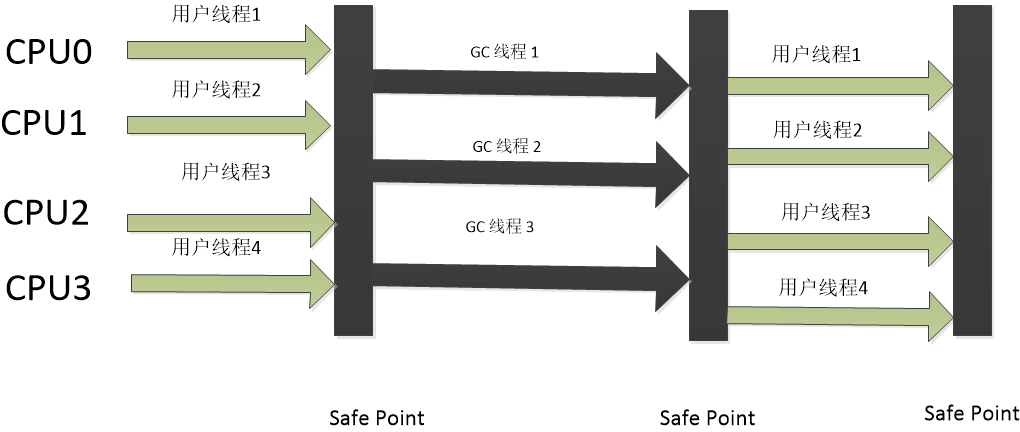 用户线程1
CPU0
GC 线程 1
用户线程1
用户线程2
CPU1
GC 线程 2
用户线程2
用户线程3
CPU2
用户线程3
GC 线程 3
用户线程4
CPU3
用户线程4
Safe Point
Safe Point
Safe Point